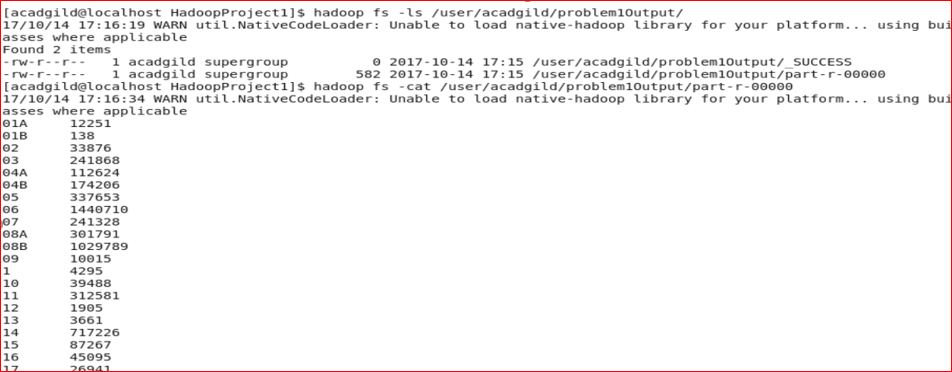 [acadgild@localhost HadoopProject1]$ hadoop fs -ls /user/acadgild/problem1Output/
17/10/14 17:16:19 WARN util.NativeCodeLoader: Unable to load native-hadoop library for your platform... using bui
asses where applicable
Found 2 items
-rw-r--r--   1 acadgild supergroup          0 2017-10-14 17:15 /user/acadgild/problem1Output/_SUCCESS
-rw-r--r--   1 acadgild supergroup        582 2017-10-14 17:15 /user/acadgild/problem1Output/part-r-00000
[acadgild@localhost HadoopProject1]$ hadoop fs -cat /user/acadgild/problem1Output/part-r-00000
17/10/14 17:16:34 WARN util.NativeCodeLoader: Unable to load native-hadoop library for your platform... using bui
asses where applicable
01A     12251
01B     138
02      33876
03      241868
04A     112624
04B     174206
05      337653
06      1440710
07      241328
08A     301791
08B     1029789
09      10015
1       4295
10      39488
11      312581
12      1905
13      3661
14      717226
15      87267
16      45095
17      26941